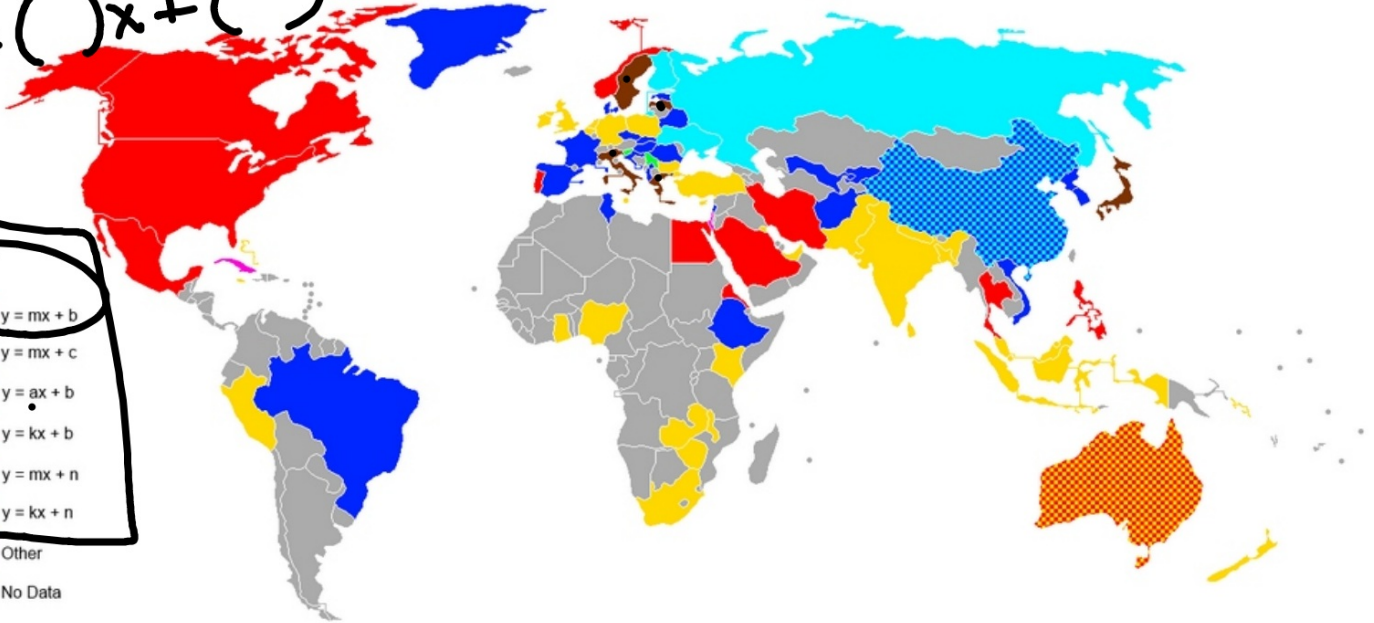 ()x+()
y = mx + b
y = mx + c
y = ax + b
y = kx + b
y = mx + n
y = kx + n
Other
No Data